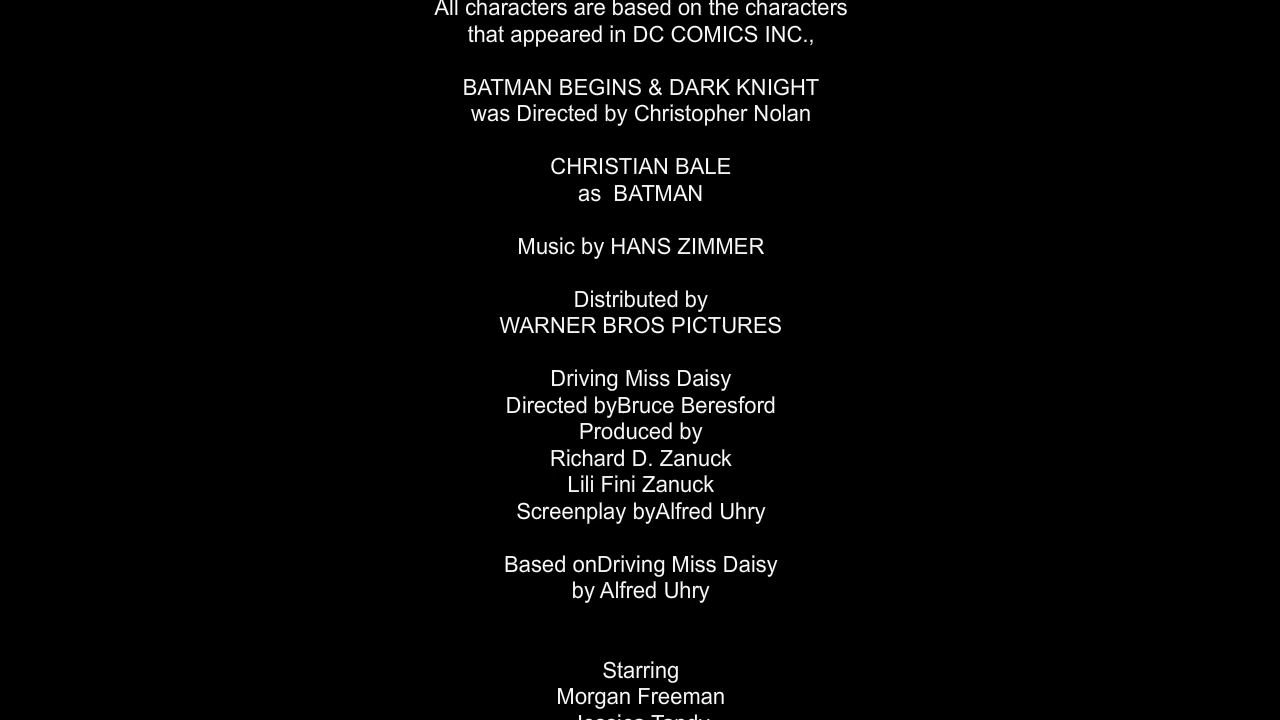 All characters are based on the characters
that appeared in DC COMICS INC.,
BATMAN BEGINS & DARK KNIGHT
was Directed by Christopher Nolan
CHRISTIAN BALE
as  BATMAN
Music by HANS ZIMMER
Distributed by
WARNER BROS PICTURES
Driving Miss Daisy
Directed byBruce Beresford
Produced by
Richard D. Zanuck
Lili Fini Zanuck
Screenplay byAlfred Uhry
Based onDriving Miss Daisy
by Alfred Uhry
Starring
Morgan Freeman
Jessica Tandy